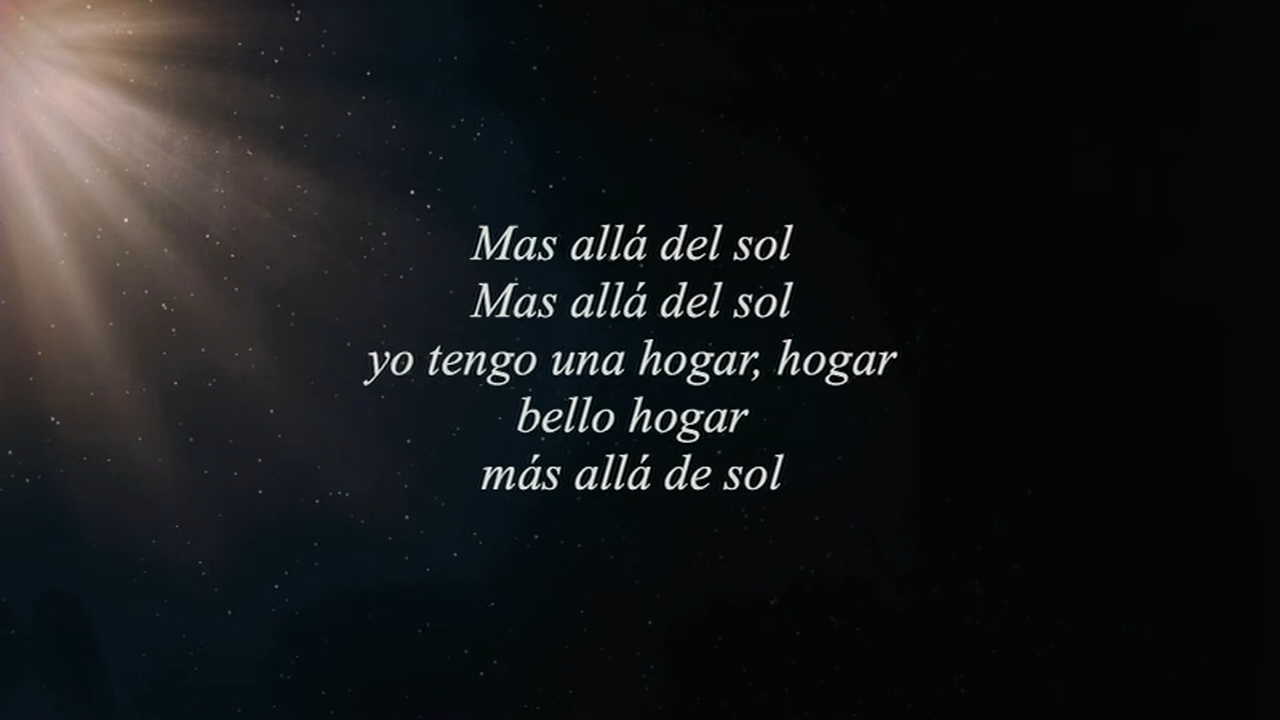 Mas allá del sol
Mas allá del sol
yo tengo una hogar, hogar
bello hogar
más allá de sol